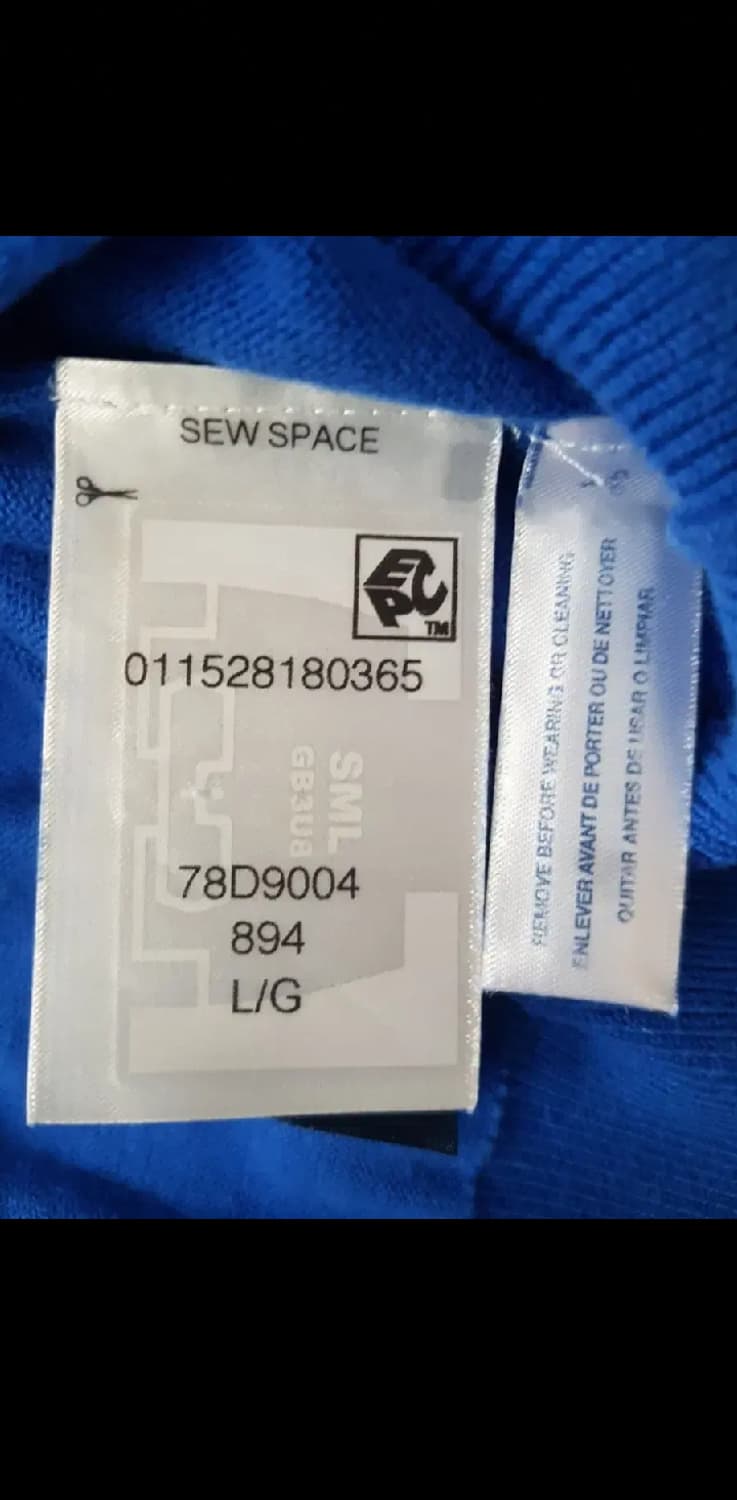 SEW SPACE
EPC
TM
011528180365
SML
GB3U8
78D9004
894
L/G
REMOVE BEFORE WEARING OR CLEANING
ENLEVER AVANT DE PORTER OU DE NETTOYER
QUITAR ANTES DE USAR O LIMPIAR